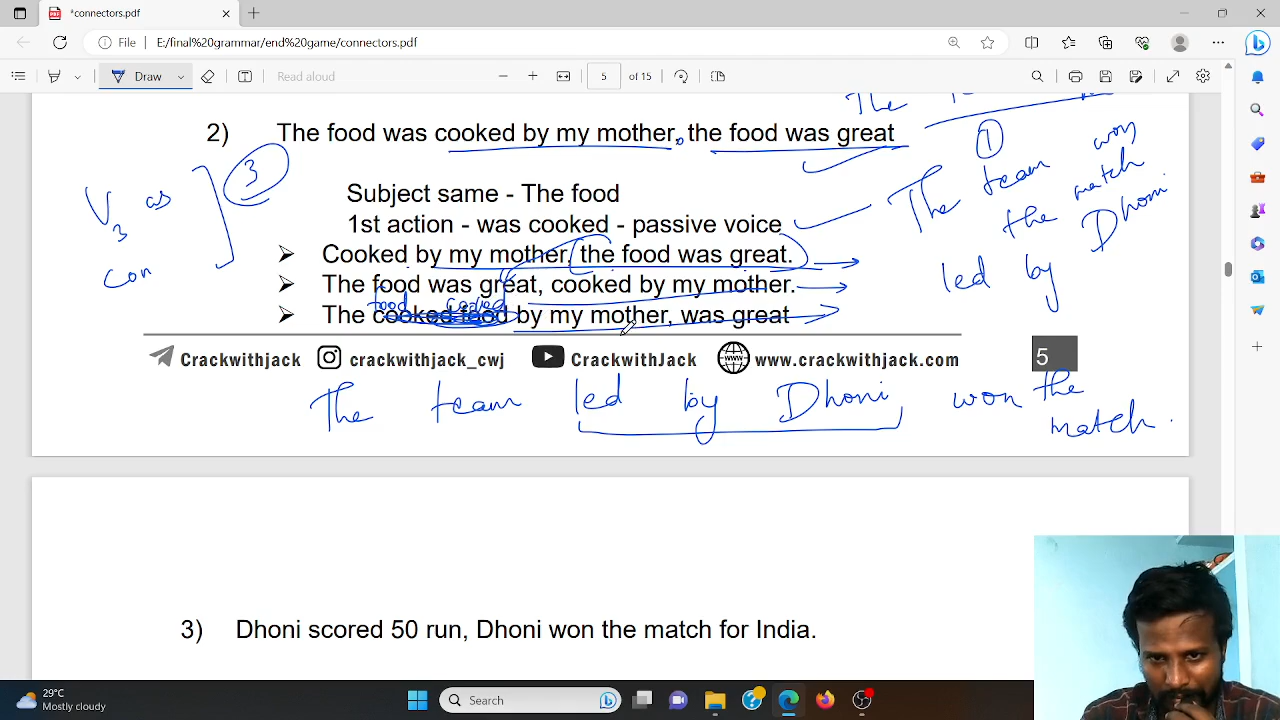 *connectors.pdf
File E:/final%20grammar/end%20game/connectors.pdf
Draw Read aloud 5 of 15
The
2) The food was cooked by my mother, the food was great
1
3
V3 as
con
The team won
the match
led by Dhoni
Subject same - The food
1st action - was cooked - passive voice
Cooked by my mother, the food was great.
The food was great, cooked by my mother.
food cooked
The cooked food by my mother, was great
Crackwithjack crackwithjack_cwj CrackwithJack www.crackwithjack.com 5
The team led by Dhoni, won the match.
3) Dhoni scored 50 run, Dhoni won the match for India.
29°C
Mostly cloudy
Search